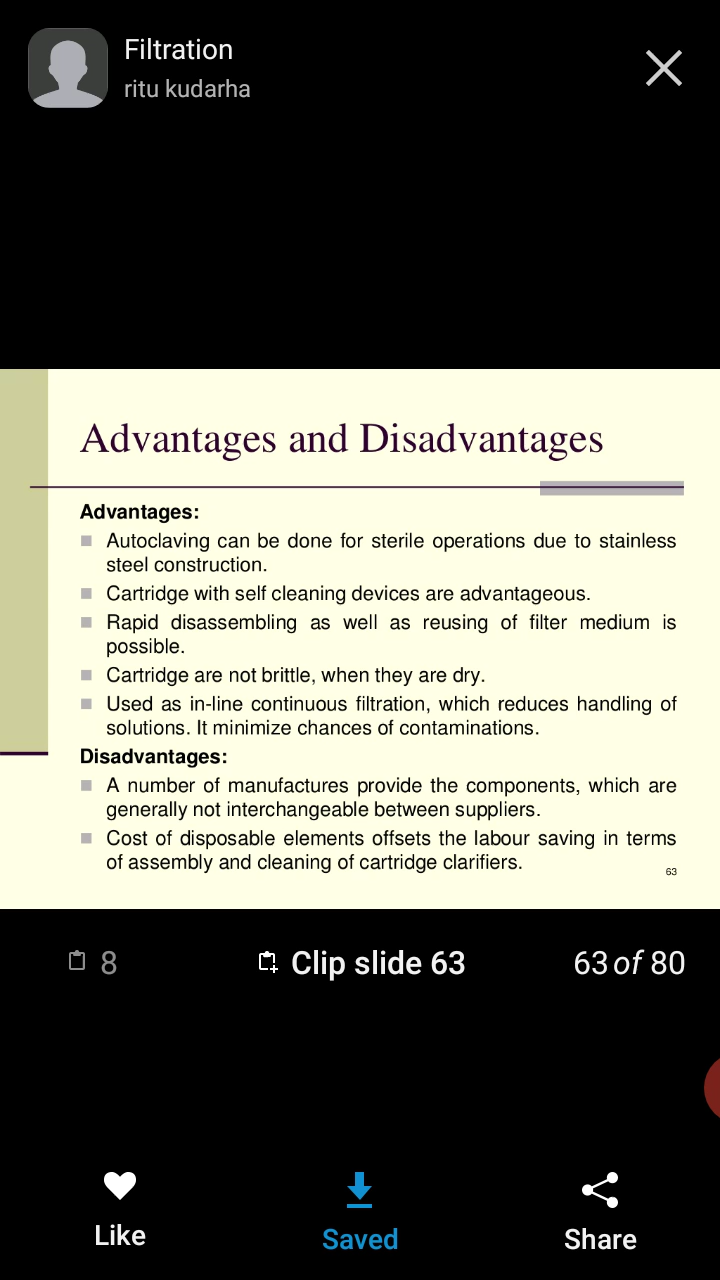 Filtration
ritu kudarha
Advantages and Disadvantages
Advantages:
Autoclaving can be done for sterile operations due to stainless
steel construction.
Cartridge with self cleaning devices are advantageous.
Rapid disassembling as well as reusing of filter medium is
possible.
Cartridge are not brittle, when they are dry.
Used as in-line continuous filtration, which reduces handling of
solutions. It minimize chances of contaminations.
Disadvantages:
A number of manufactures provide the components, which are
generally not interchangeable between suppliers.
Cost of disposable elements offsets the labour saving in terms
of assembly and cleaning of cartridge clarifiers.
63
8
Clip slide 63
63 of 80
Like
Saved
Share